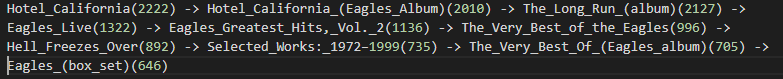 Hotel_California(2222) -> Hotel_California_(Eagles_Album)(2010) -> The_Long_Run_(album)(2127) ->
Eagles_Live(1322) -> Eagles_Greatest_Hits,_Vol._2(1136) -> The_Very_Best_of_the_Eagles(996) ->
Hell_Freezes_Over(892) -> Selected_Works:_1972–1999(735) -> The_Very_Best_Of_(Eagles_album)(705) ->
Eagles_(box_set)(646)